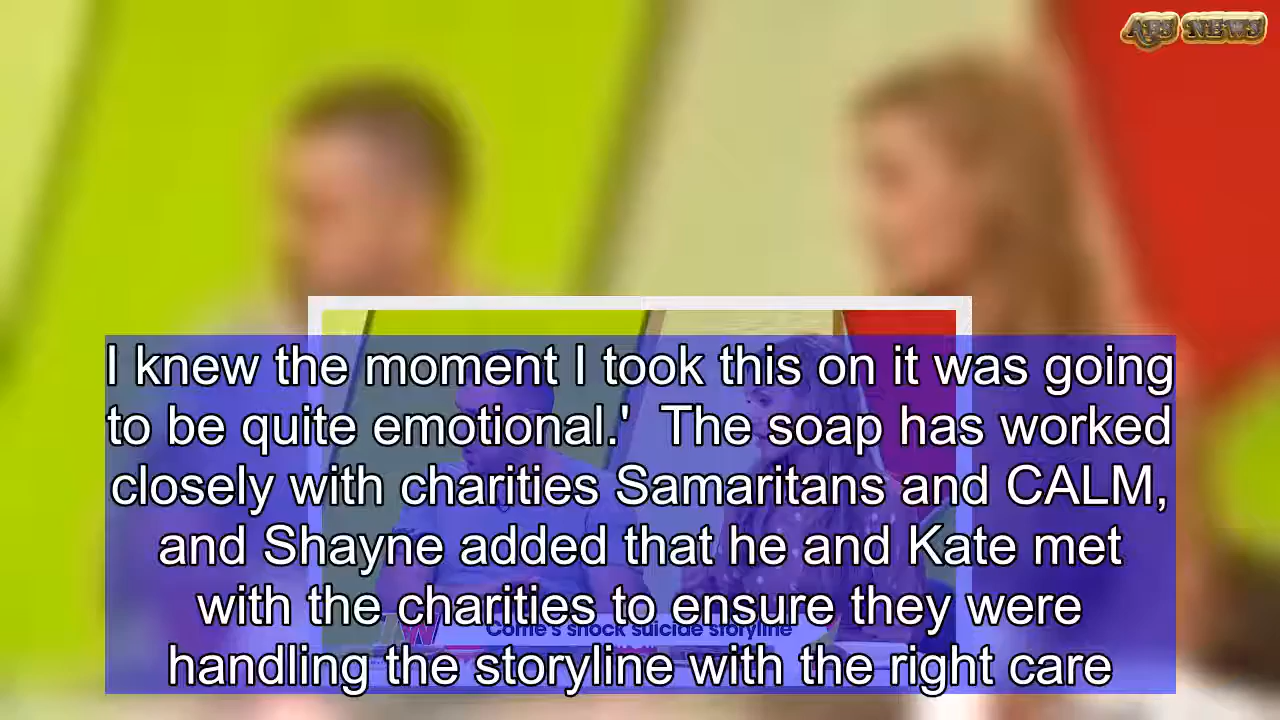 AFS NEWS
I knew the moment I took this on it was going
to be quite emotional.'  The soap has worked
closely with charities Samaritans and CALM,
and Shayne added that he and Kate met
with the charities to ensure they were
Corrie's shock suicide storyline
handling the storyline with the right care